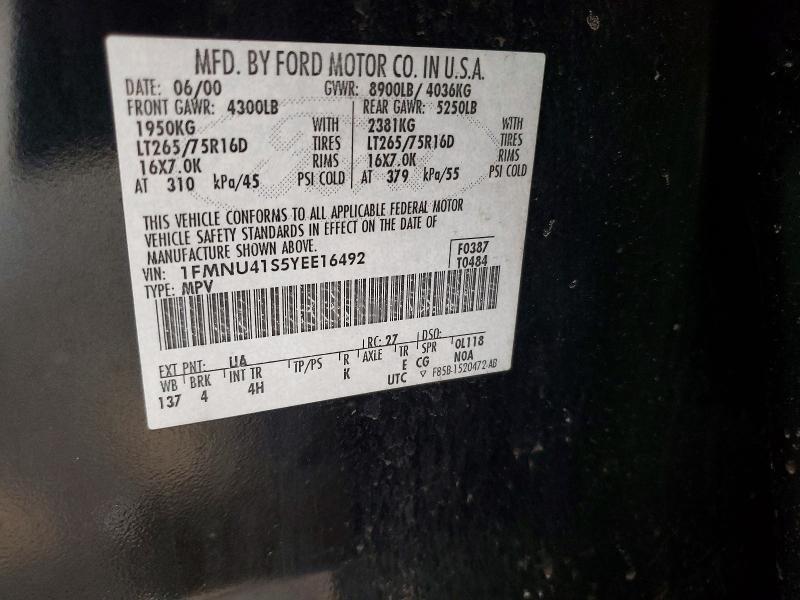 MFD. BY FORD MOTOR CO. IN U.S.A.
DATE: 06/00 GVWR: 8900LB/ 4036KG
FRONT GAWR: 4300LB REAR GAWR: 5250LB
1950KG WITH 2381KG WITH
LT265/75R16D TIRES LT265/75R16D TIRES
16X7.0K RIMS 16X7.0K RIMS
AT 310 kPa/45 PSI COLD AT 379 kPa/55 PSI COLD
THIS VEHICLE CONFORMS TO ALL APPLICABLE FEDERAL MOTOR
VEHICLE SAFETY STANDARDS IN EFFECT ON THE DATE OF
MANUFACTURE SHOWN ABOVE.
VIN: 1FMNU41S5YEE16492 F0387
TYPE: MPV T0484
EXT PNT: UA RC: 27 DSO:
WB BRK INT TR TP/PS R AXLE TR SPR OL118
137 4 4H K E CG NOA
UTC ▽ F85B-1520472-AB